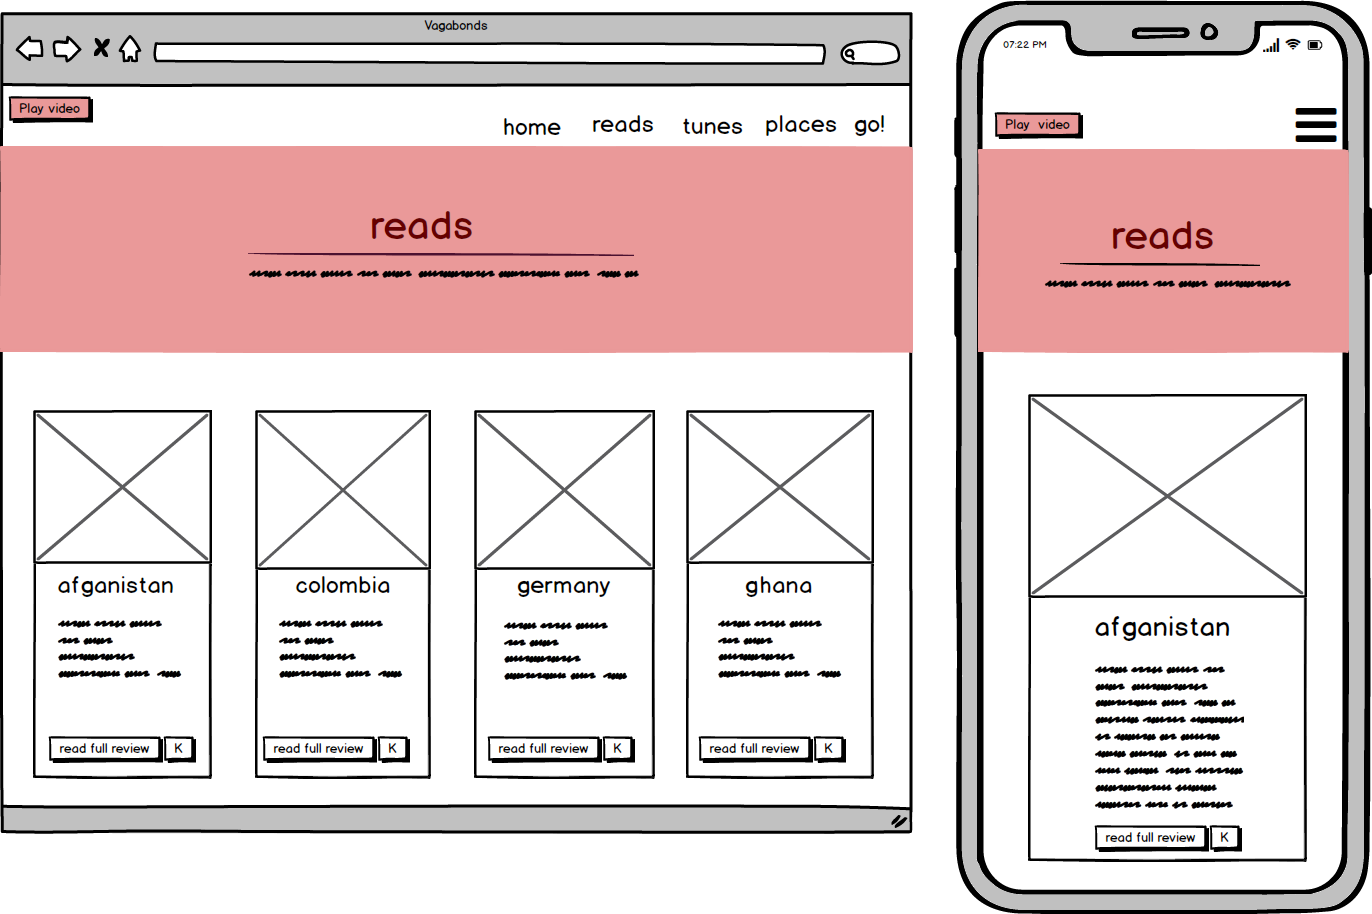 Vagabonds
Play video
home reads tunes places go!
reads
afganistan
colombia
germany
ghana
read full review K
read full review K
read full review K
read full review K
07:22 PM
Play video
reads
afganistan
read full review K